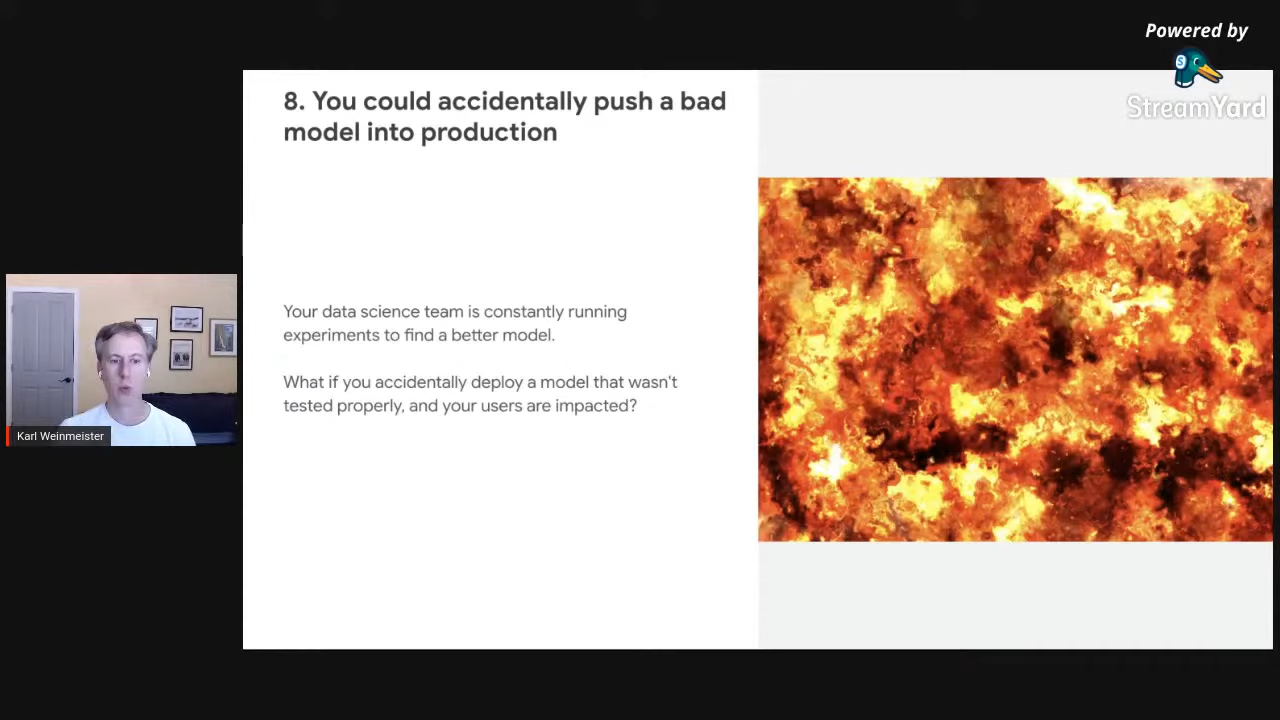 Powered by
StreamYard
8. You could accidentally push a bad
model into production
Your data science team is constantly running
experiments to find a better model.
What if you accidentally deploy a model that wasn't
tested properly, and your users are impacted?
Karl Weinmeister